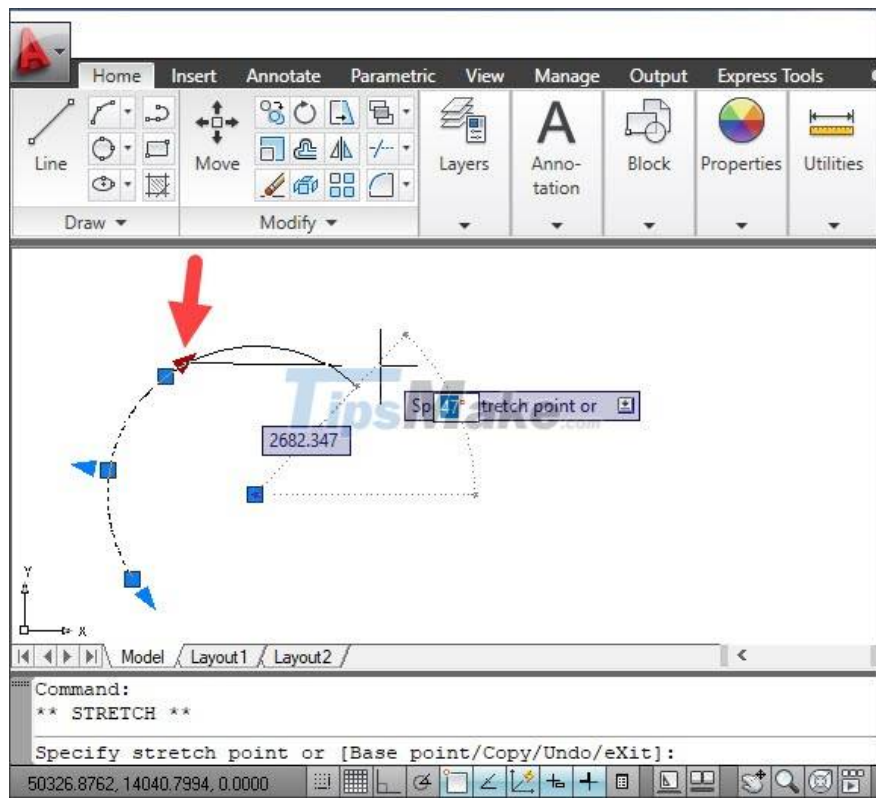 Home Insert Annotate Parametric View Manage Output Express Tools
Line
Move
Layers
Anno-
tation
Block
Properties
Utilities
Draw
Modify
TipsMake.com
Sp 47° tretch point or
2682.347
Y
X
Model Layout1 Layout2
Command:
** STRETCH **
Specify stretch point or [Base point/Copy/Undo/eXit]:
50326.8762, 14040.7994, 0.0000